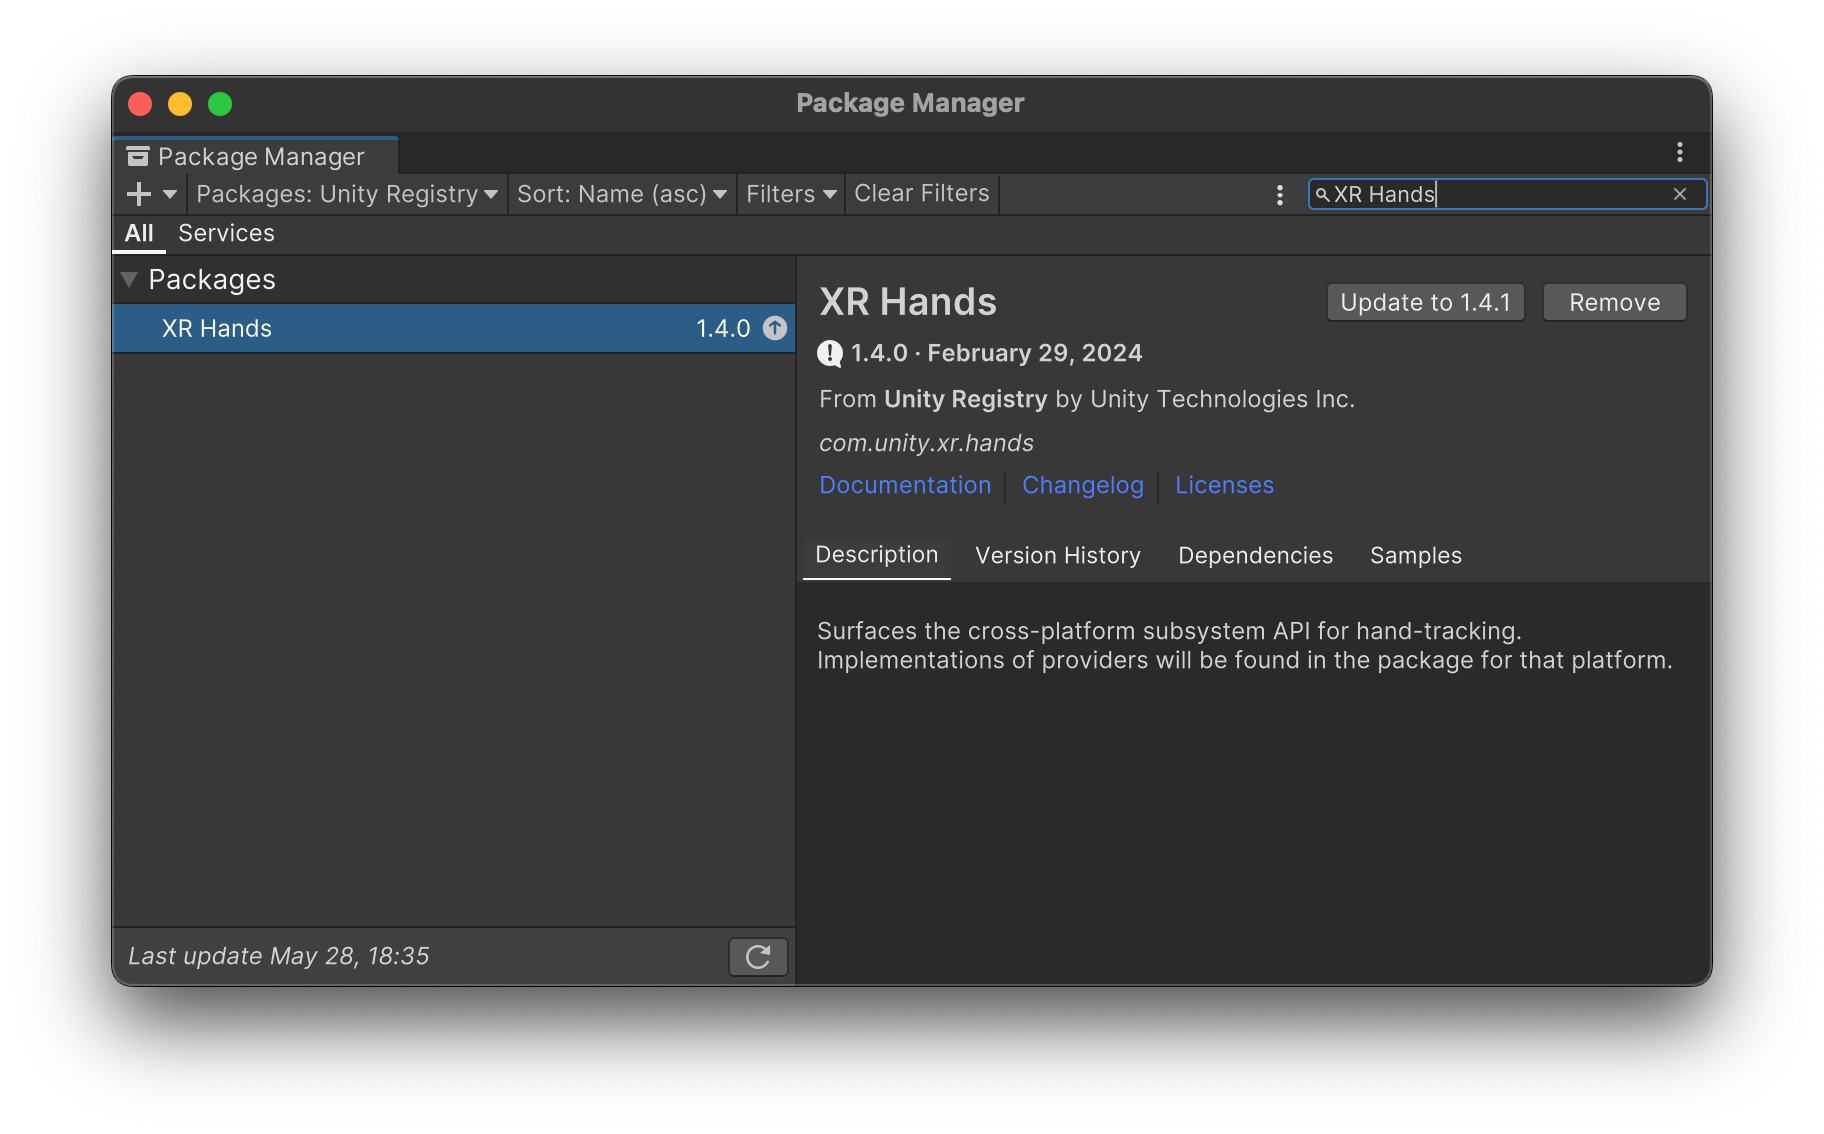 Package Manager
Package Manager
Packages: Unity Registry Sort: Name (asc) Filters Clear Filters XR Hands
All Services
Packages
XR Hands 1.4.0
XR Hands Update to 1.4.1 Remove
1.4.0 · February 29, 2024
From Unity Registry by Unity Technologies Inc.
com.unity.xr.hands
Documentation Changelog Licenses
Description Version History Dependencies Samples
Surfaces the cross-platform subsystem API for hand-tracking.
Implementations of providers will be found in the package for that platform.
Last update May 28, 18:35